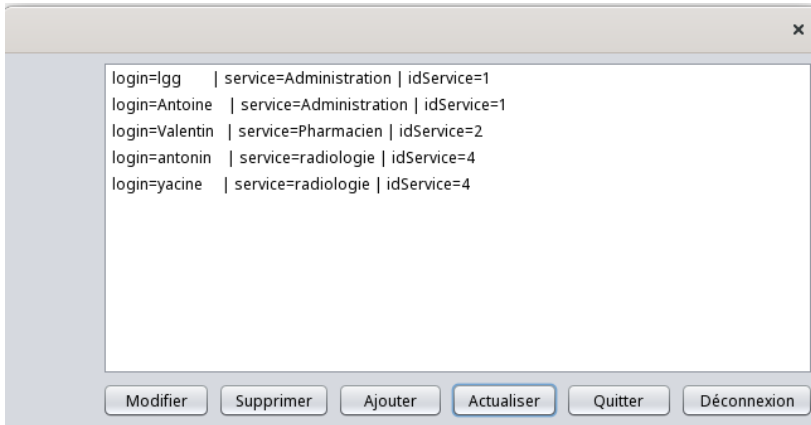 login=lgg | service=Administration | idService=1
login=Antoine | service=Administration | idService=1
login=Valentin | service=Pharmacien | idService=2
login=antonin | service=radiologie | idService=4
login=yacine | service=radiologie | idService=4
Modifier Supprimer Ajouter Actualiser Quitter Déconnexion